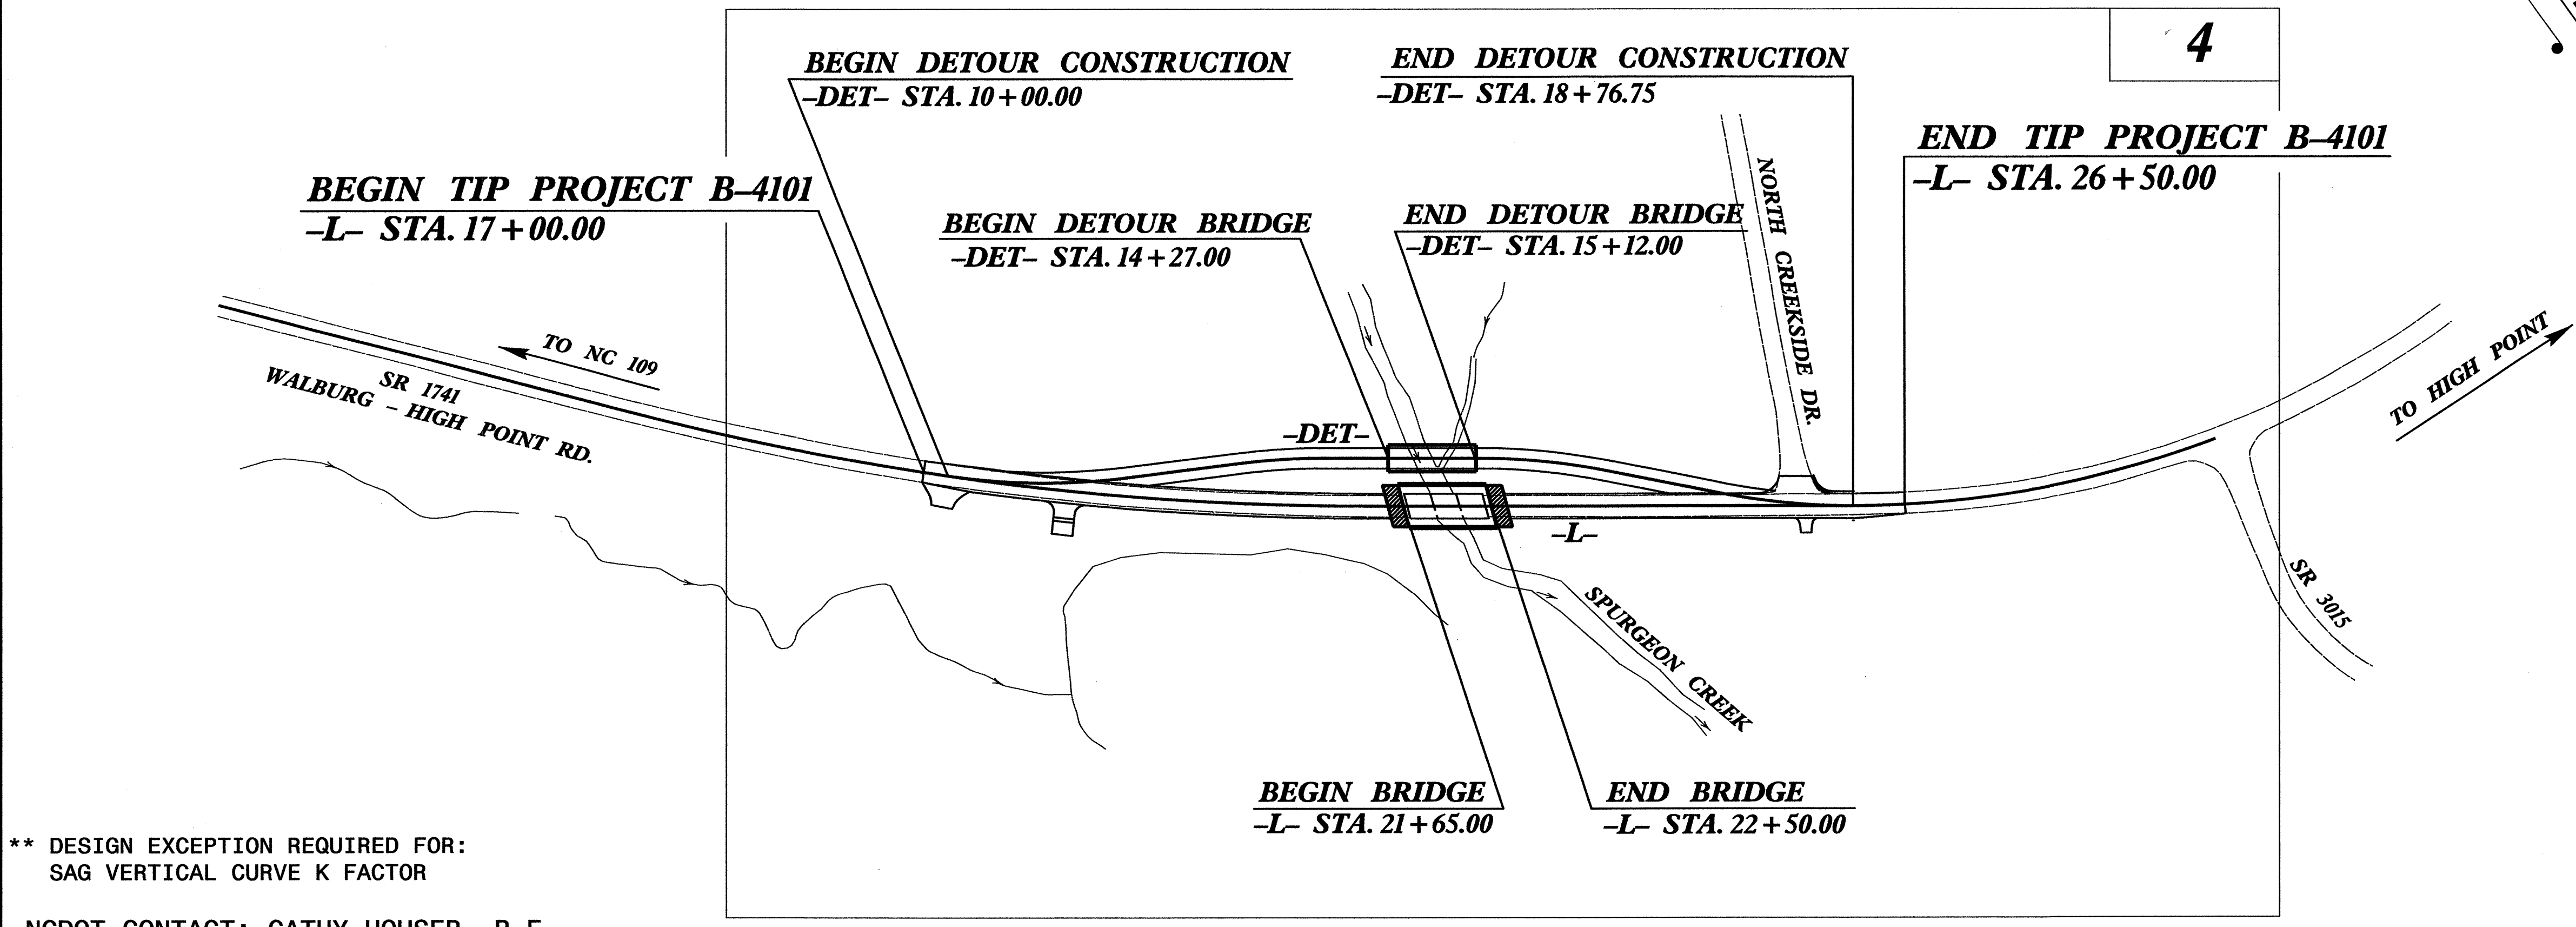 4
BEGIN DETOUR CONSTRUCTION
–DET– STA. 10+00.00
END DETOUR CONSTRUCTION
–DET– STA. 18+76.75
END TIP PROJECT B–4101
–L– STA. 26+50.00
BEGIN TIP PROJECT B–4101
–L– STA. 17+00.00
BEGIN DETOUR BRIDGE
–DET– STA. 14+27.00
END DETOUR BRIDGE
–DET– STA. 15+12.00
NORTH CREEKSIDE DR.
TO NC 109
SR 1741
WALBURG – HIGH POINT RD.
TO HIGH POINT
–DET–
–L–
SPURGEON CREEK
SR 3015
BEGIN BRIDGE
–L– STA. 21+65.00
END BRIDGE
–L– STA. 22+50.00
** DESIGN EXCEPTION REQUIRED FOR:
SAG VERTICAL CURVE K FACTOR
NCDOT CONTACT: CATHY HOUSER, P.E.